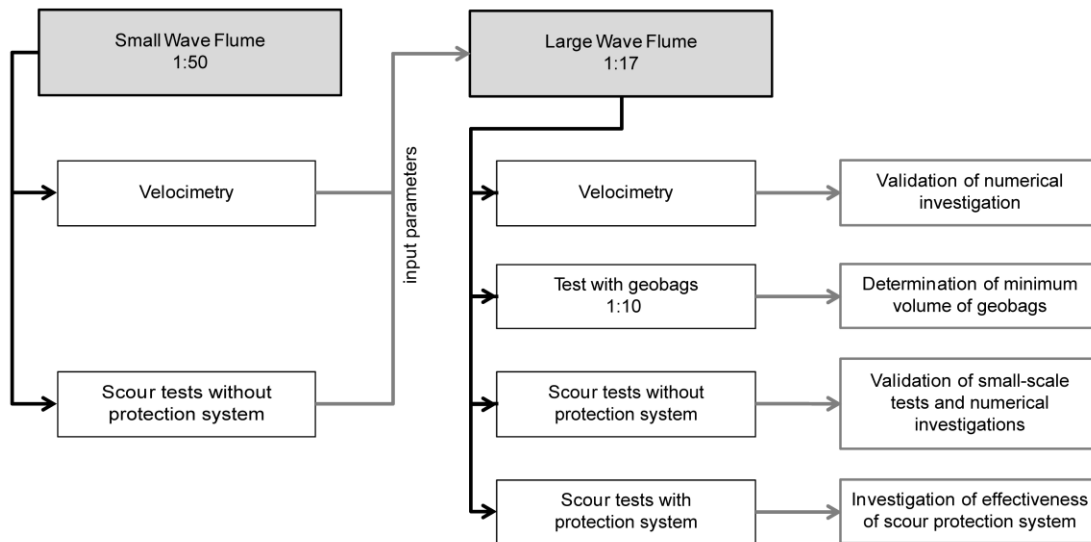 Small Wave Flume
1:50
Large Wave Flume
1:17
input parameters
Velocimetry
Scour tests without
protection system
Velocimetry
Validation of numerical
investigation
Test with geobags
1:10
Determination of minimum
volume of geobags
Scour tests without
protection system
Validation of small-scale
tests and numerical
investigations
Scour tests with
protection system
Investigation of effectiveness
of scour protection system